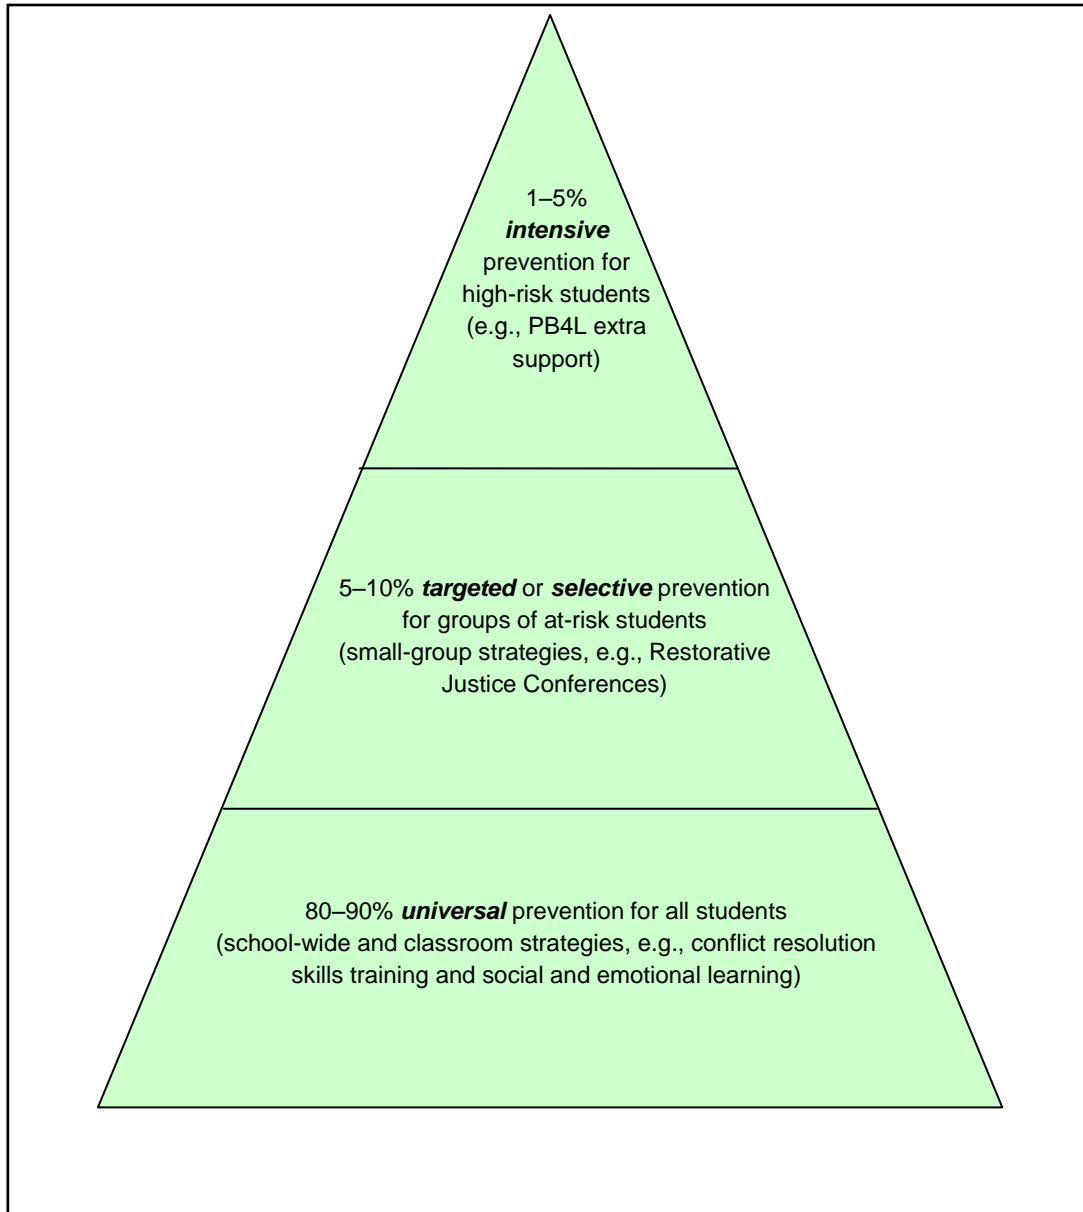 1–5%
intensive
prevention for
high-risk students
(e.g., PB4L extra
support)
5–10% targeted or selective prevention
for groups of at-risk students
(small-group strategies, e.g., Restorative
Justice Conferences)
80–90% universal prevention for all students
(school-wide and classroom strategies, e.g., conflict resolution
skills training and social and emotional learning)